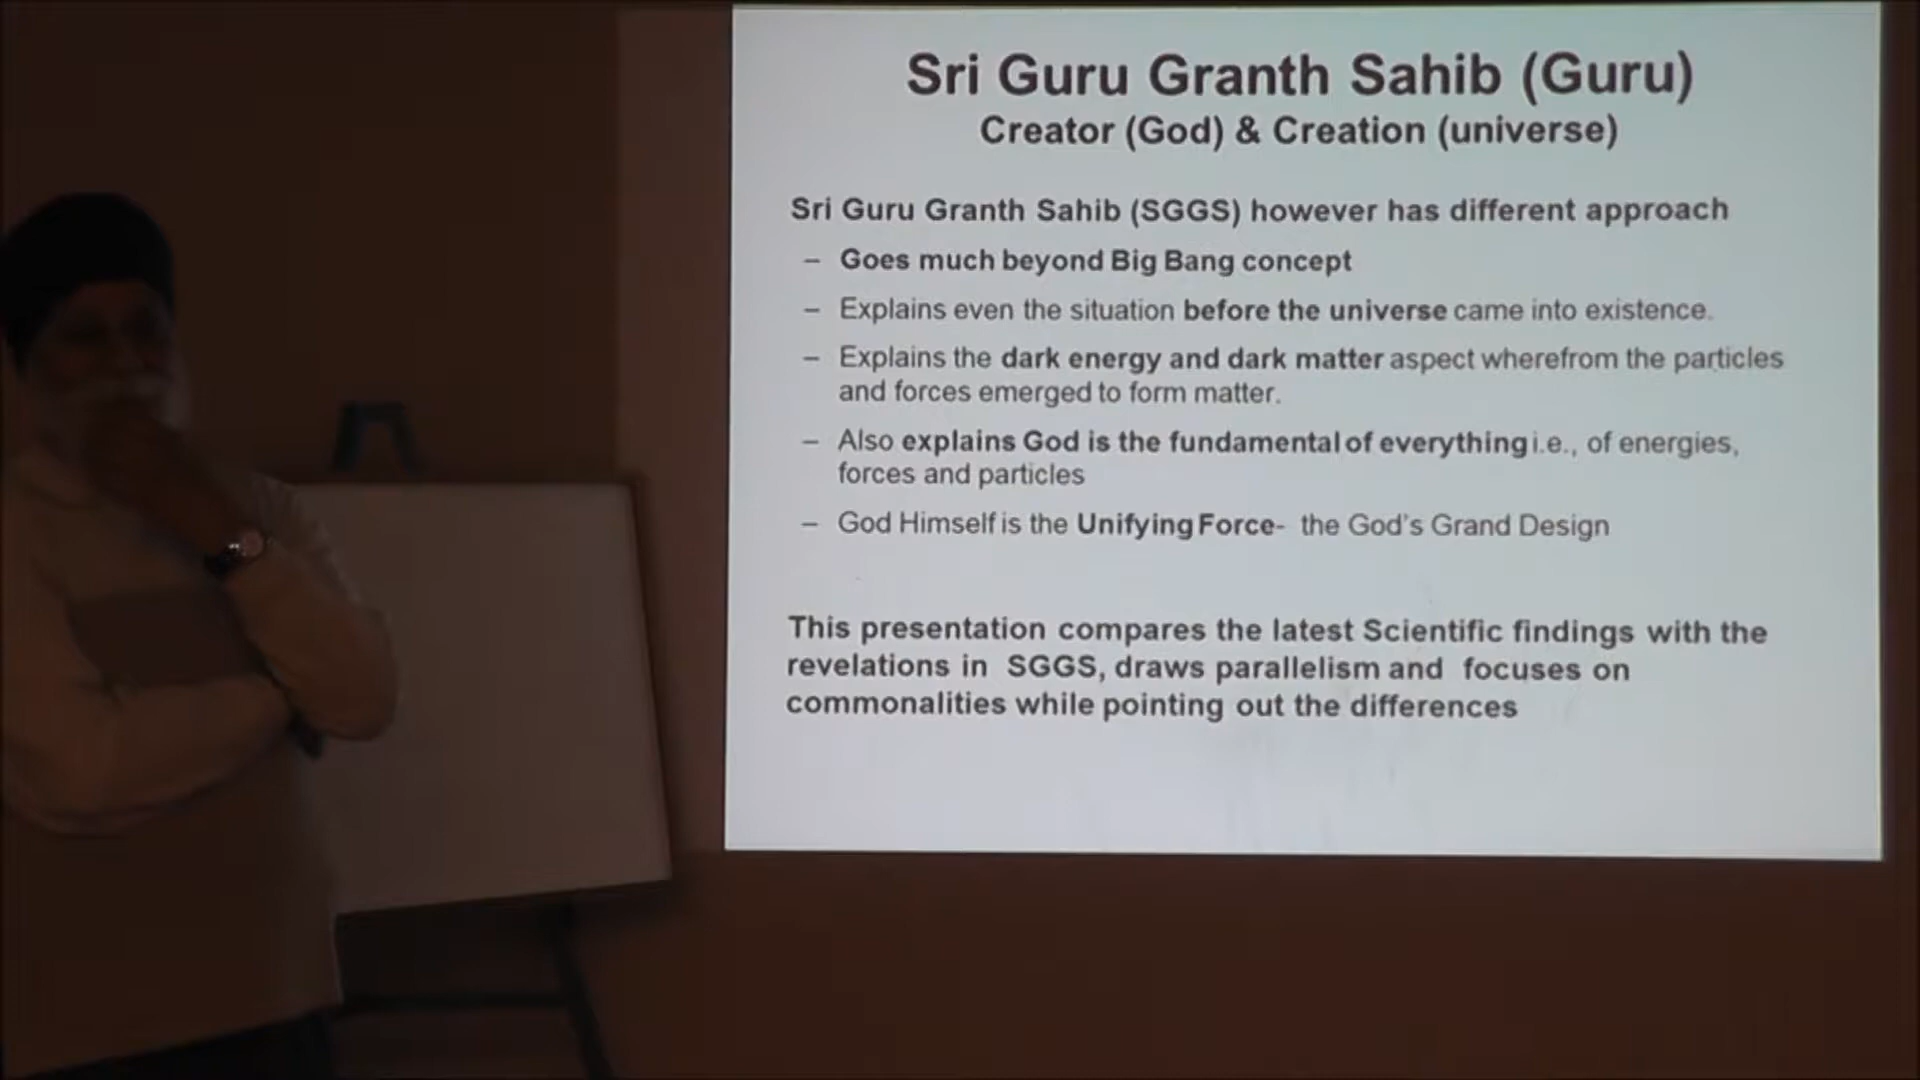 Sri Guru Granth Sahib (Guru)
Creator (God) & Creation (universe)
Sri Guru Granth Sahib (SGGS) however has different approach
– Goes much beyond Big Bang concept
– Explains even the situation before the universe came into existence.
– Explains the dark energy and dark matter aspect wherefrom the particles
and forces emerged to form matter.
– Also explains God is the fundamental of everything i.e., of energies,
forces and particles
– God Himself is the Unifying Force- the God's Grand Design
This presentation compares the latest Scientific findings with the
revelations in SGGS, draws parallelism and focuses on
commonalities while pointing out the differences